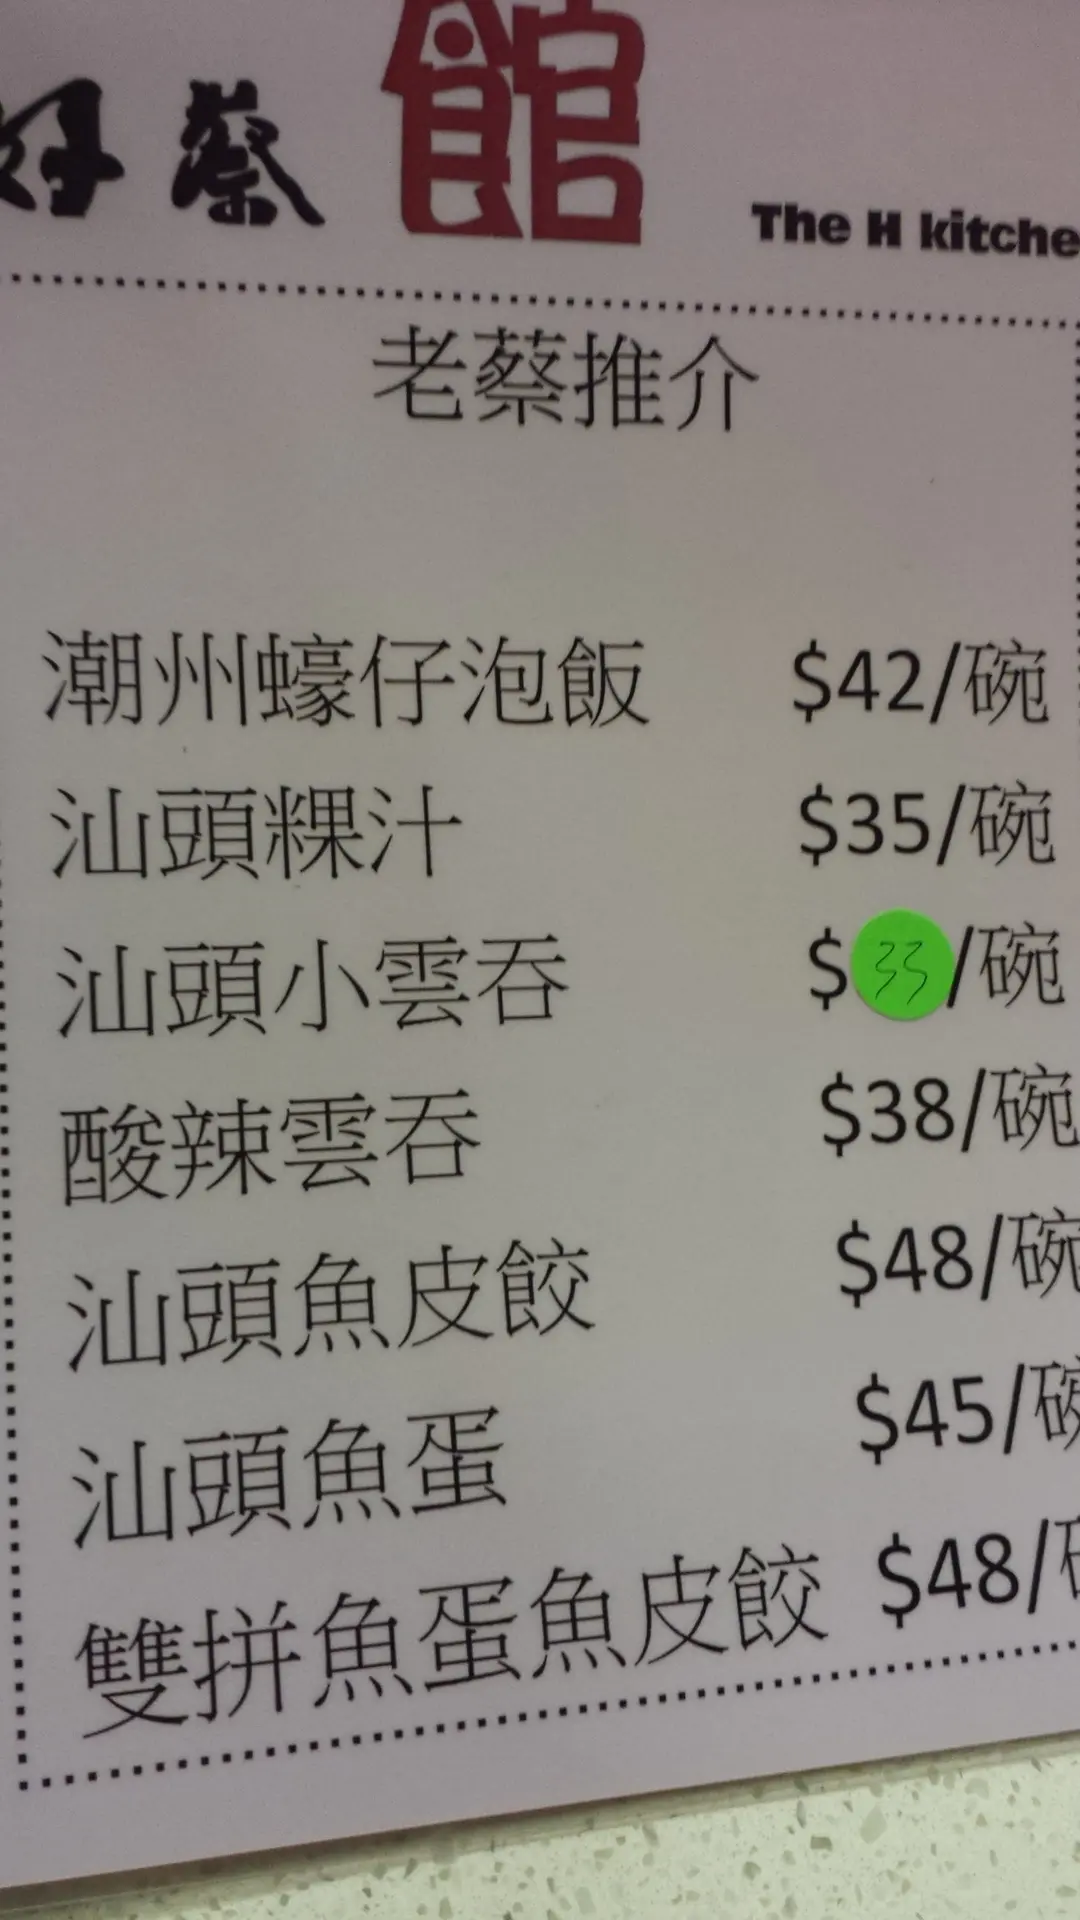 好蔡館
The H kitche
老蔡推介
潮州蠔仔泡飯 $42/碗
汕頭粿汁 $35/碗
汕頭小雲吞 $33/碗
酸辣雲吞 $38/碗
汕頭魚皮餃 $48/碗
汕頭魚蛋 $45/碗
雙拼魚蛋魚皮餃 $48/